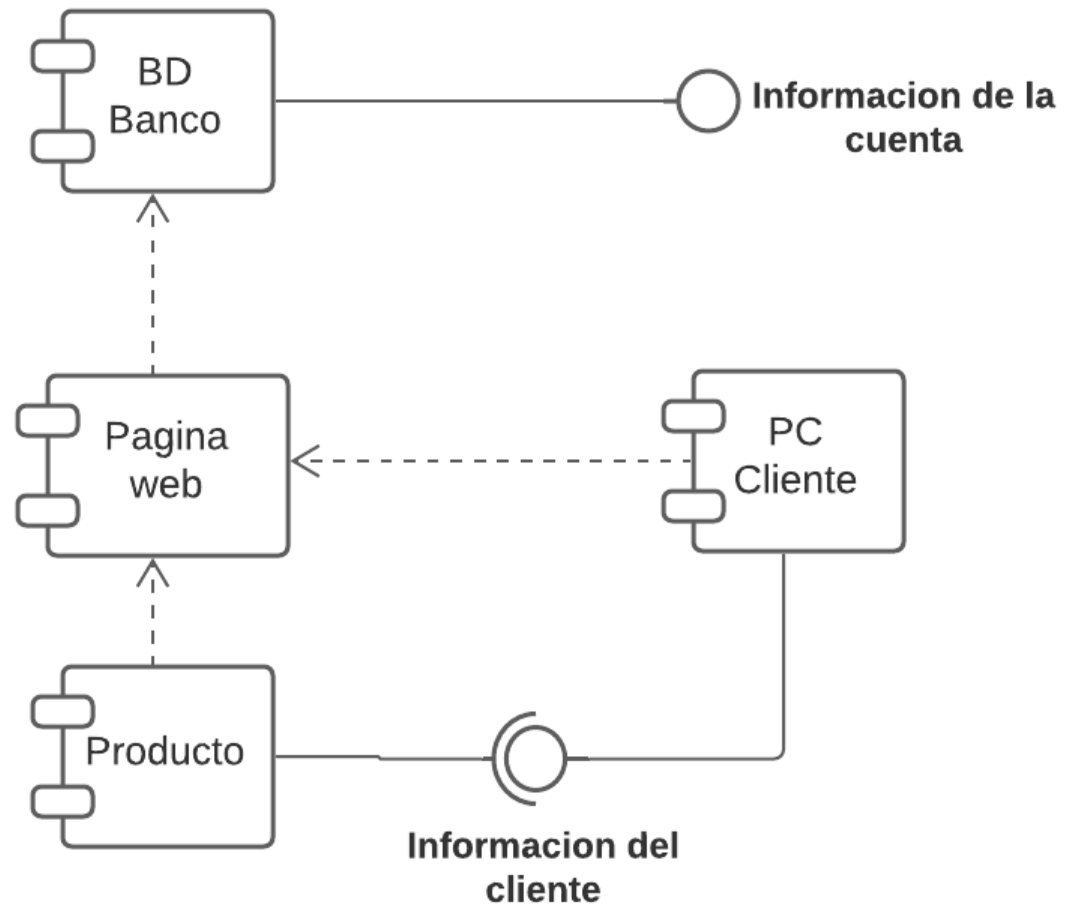 BD
Banco
Informacion de la
cuenta
Pagina
web
PC
Cliente
Producto
Informacion del
cliente